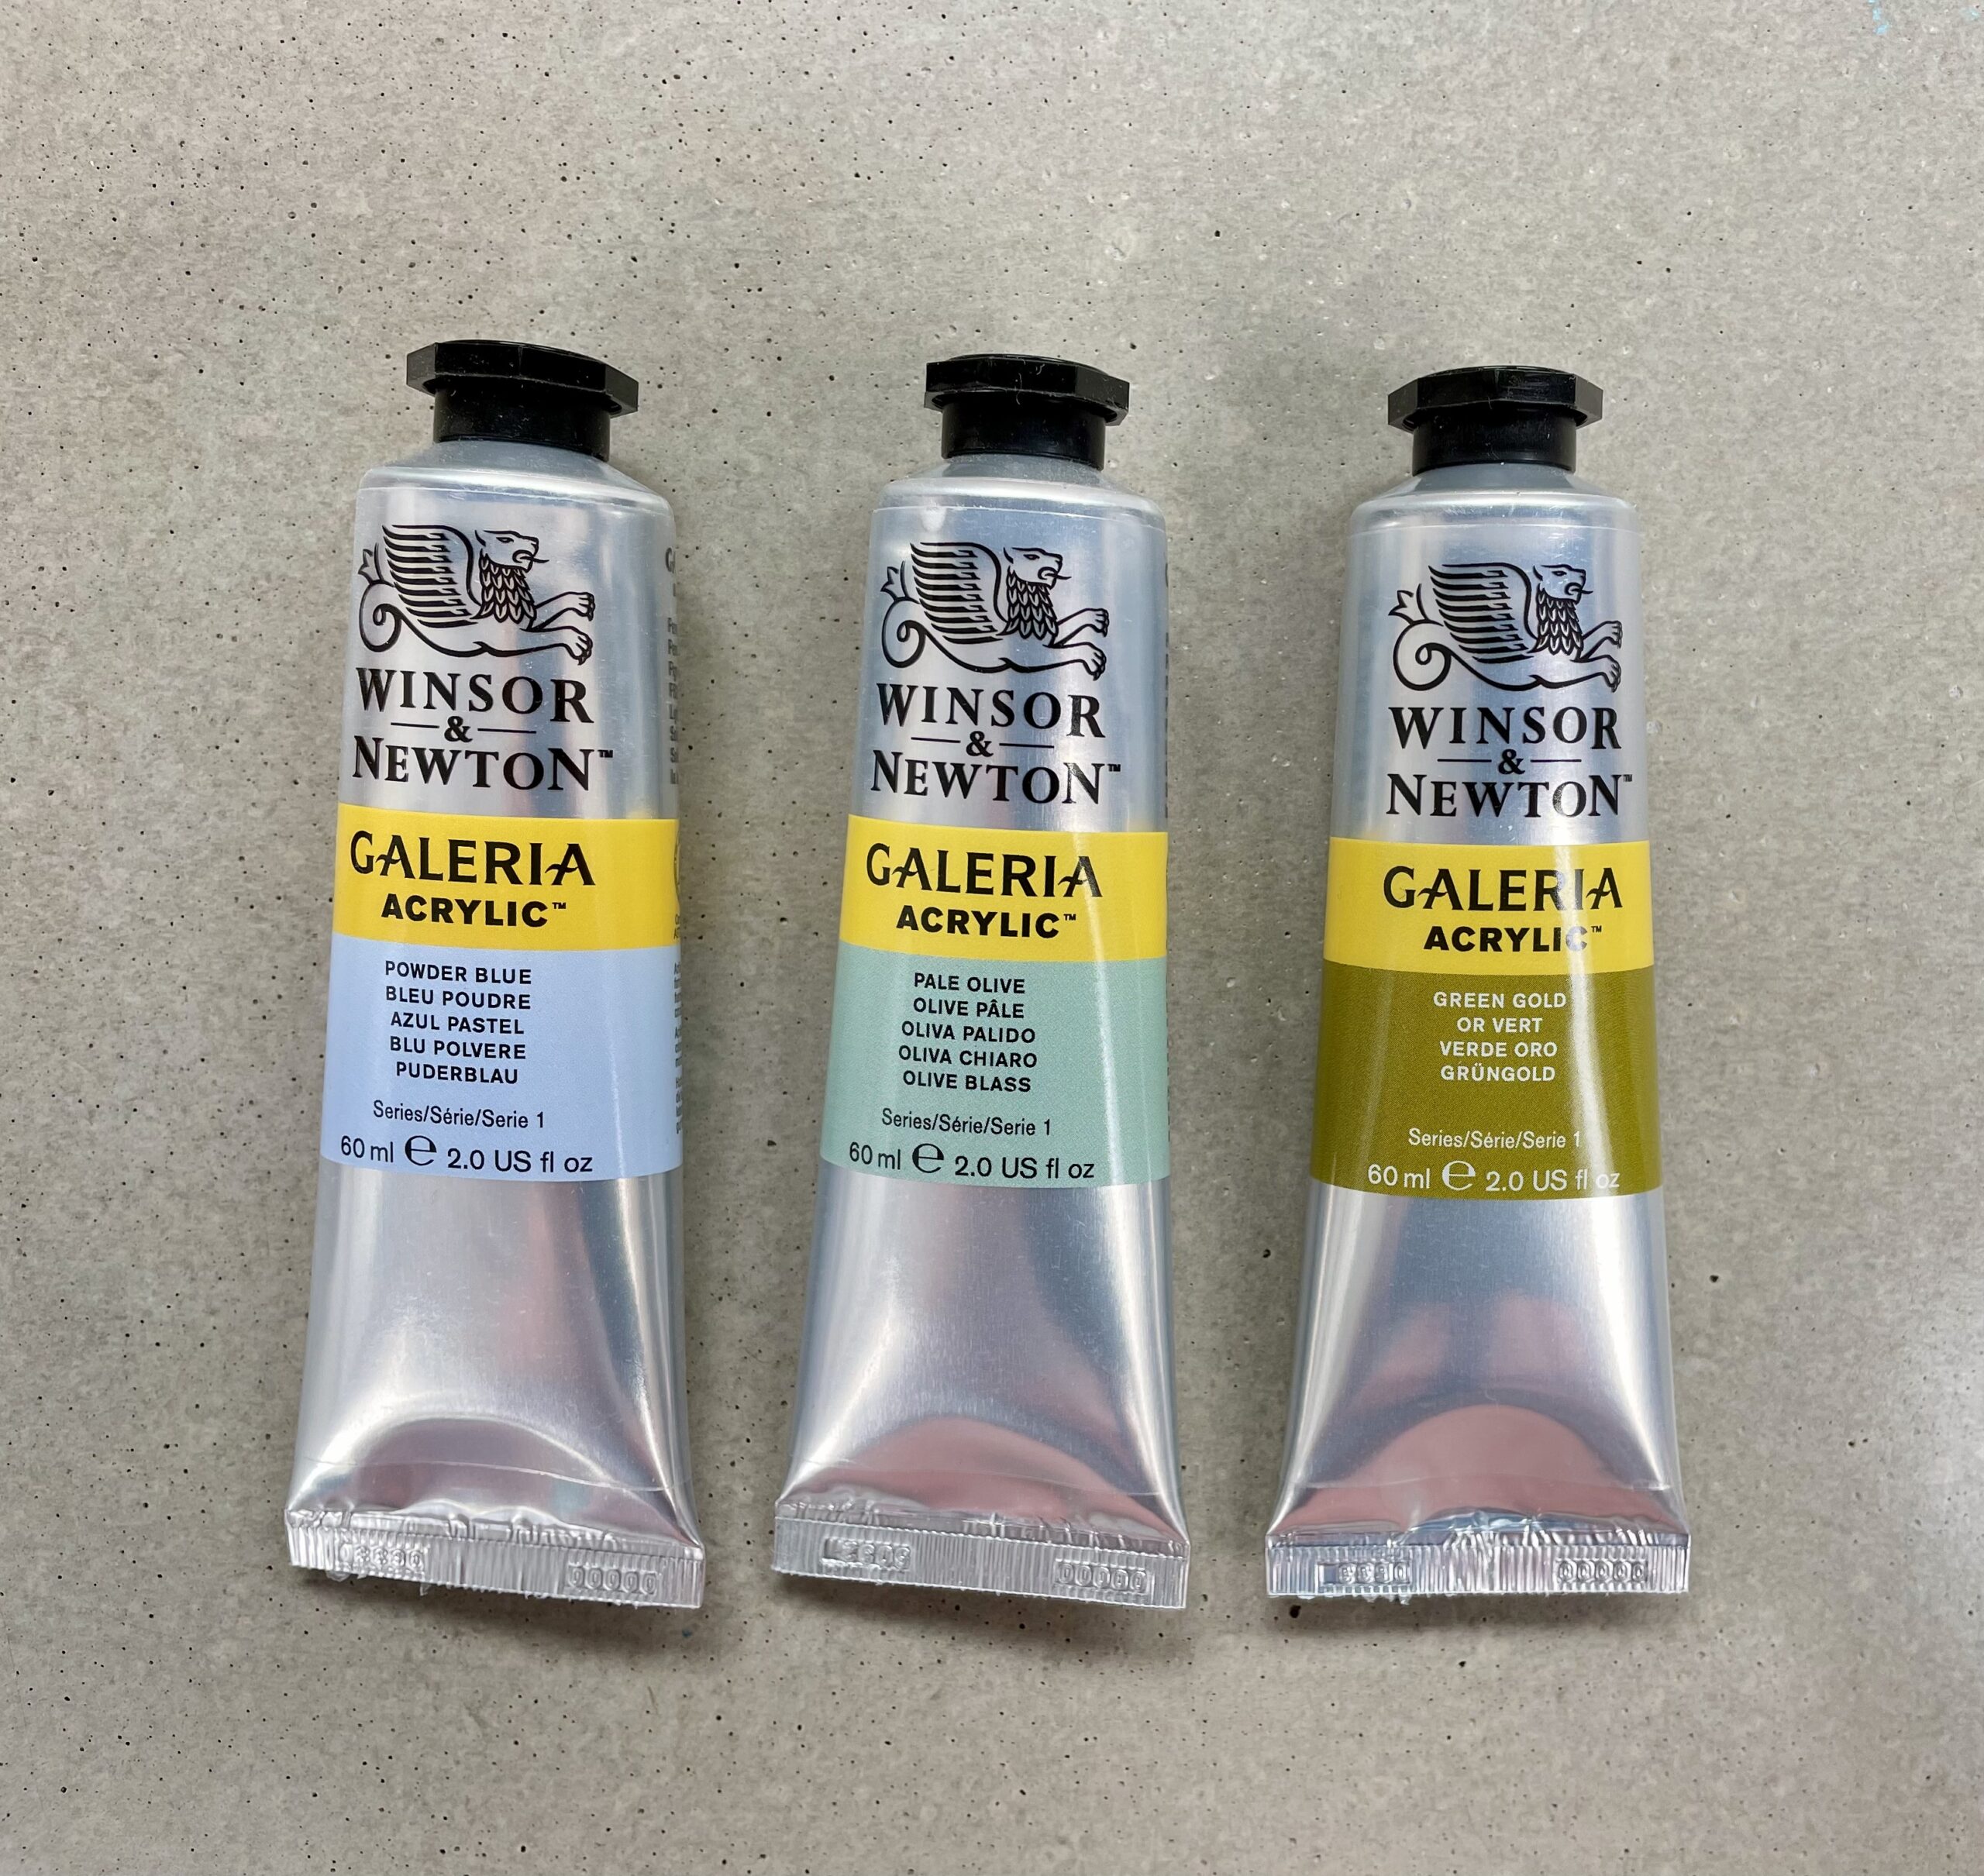 WINSOR
&
NEWTON™
GALERIA
ACRYLIC™
POWDER BLUE
BLEU POUDRE
AZUL PASTEL
BLU POLVERE
PUDERBLAU
Series/Série/Serie 1
60 ml ℮ 2.0 US fl oz
WINSOR
&
NEWTON™
GALERIA
ACRYLIC™
PALE OLIVE
OLIVE PÂLE
OLIVA PALIDO
OLIVA CHIARO
OLIVE BLASS
Series/Série/Serie 1
60 ml ℮ 2.0 US fl oz
WINSOR
&
NEWTON™
GALERIA
ACRYLIC™
GREEN GOLD
OR VERT
VERDE ORO
GRÜNGOLD
Series/Série/Serie 1
60 ml ℮ 2.0 US fl oz